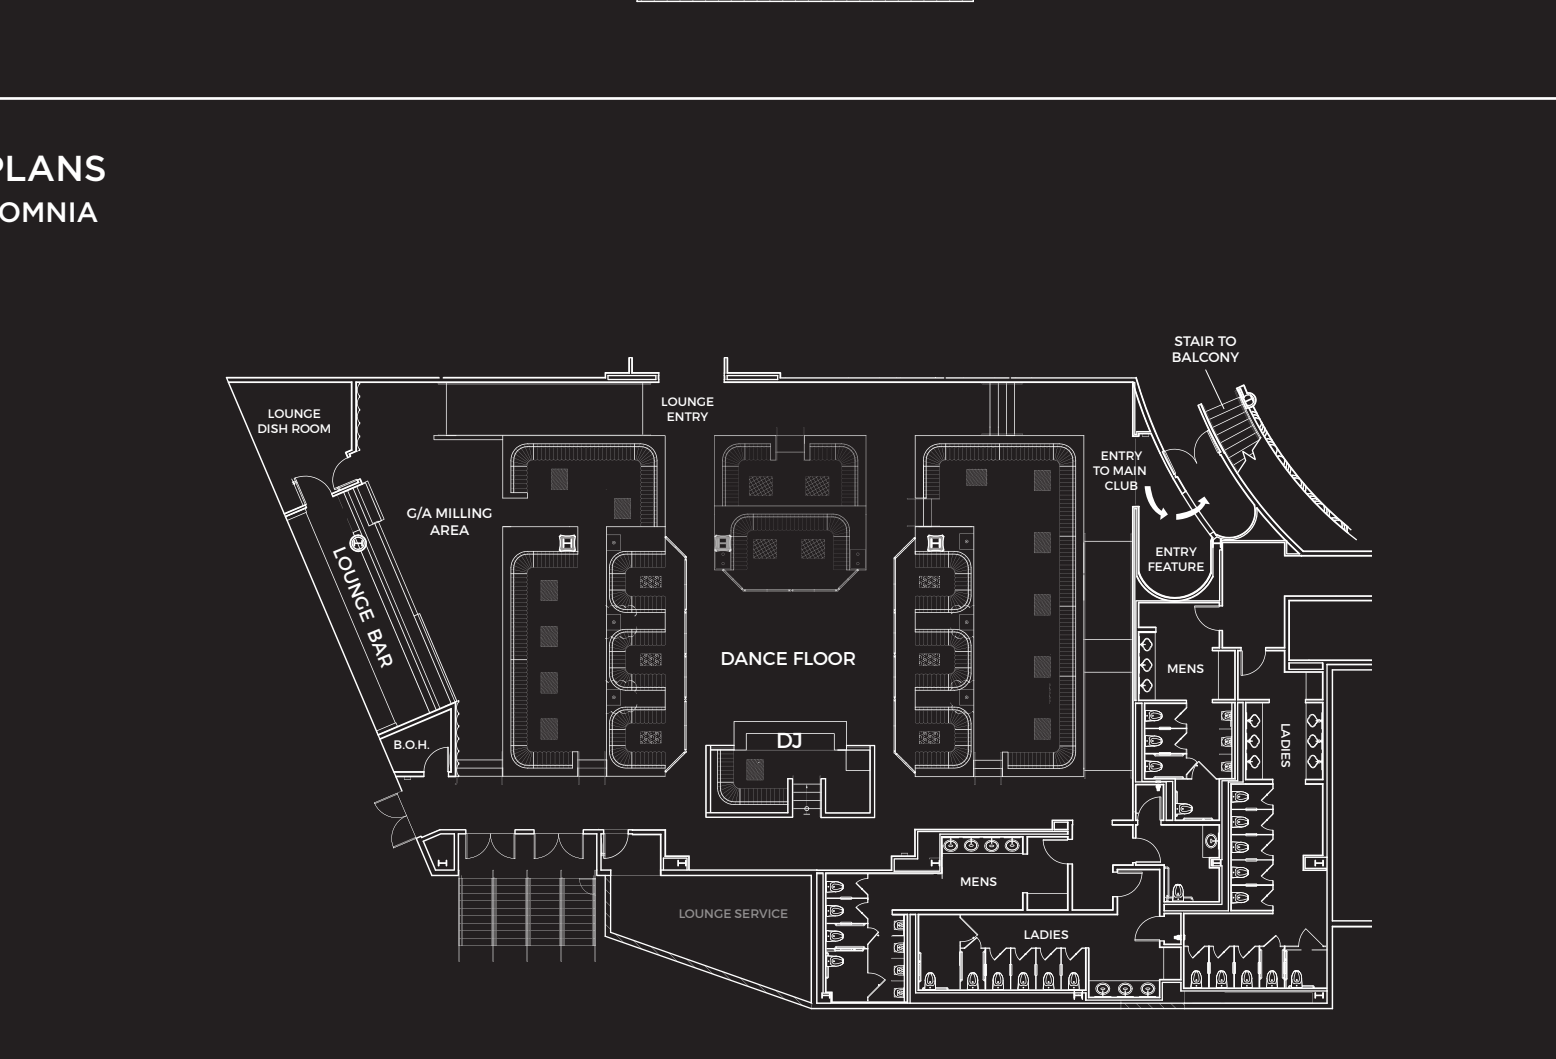 PLANS
OMNIA
STAIR TO
BALCONY
LOUNGE
ENTRY
LOUNGE
DISH ROOM
ENTRY
TO MAIN
CLUB
G/A MILLING
AREA
ENTRY
FEATURE
LOUNGE BAR
DANCE FLOOR
MENS
DJ
B.O.H.
LADIES
MENS
LOUNGE SERVICE
LADIES